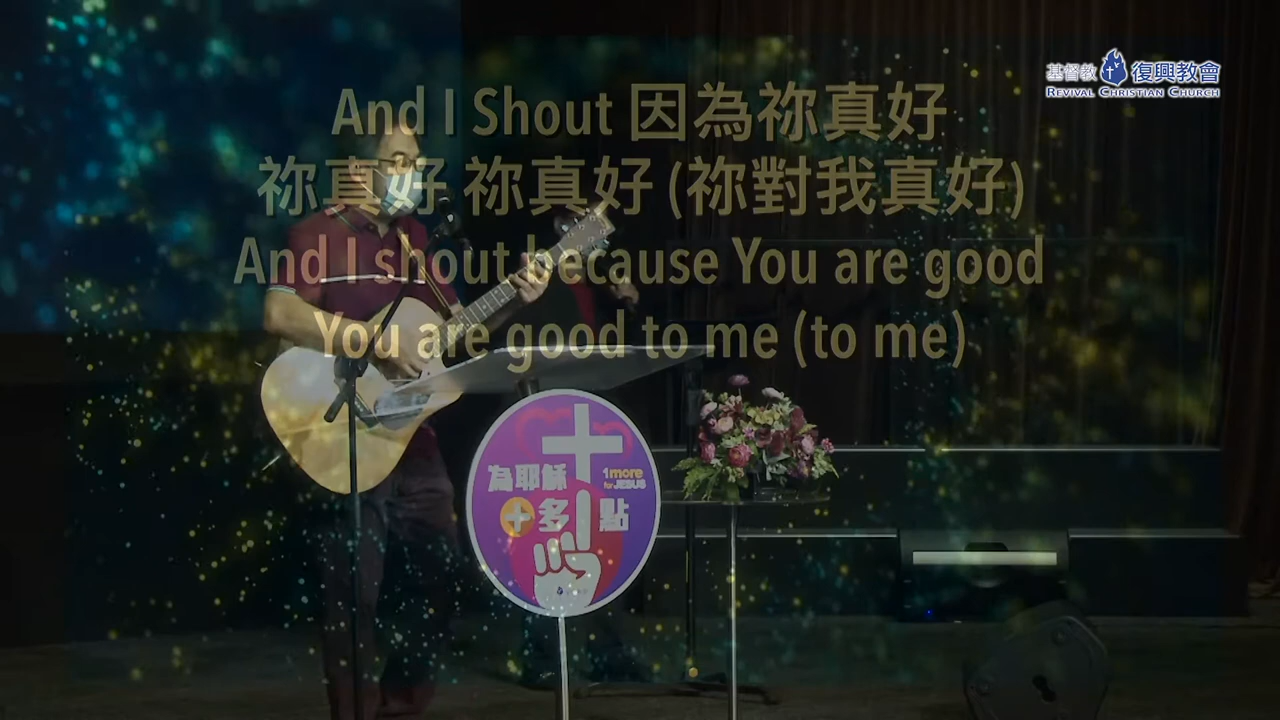 基督教 復興教會
REVIVAL CHRISTIAN CHURCH
And I Shout 因為祢真好
祢真好 祢真好 (祢對我真好)
And I shout because You are good
You are good to me (to me)
為耶穌 1more
for JESUS
+多 點